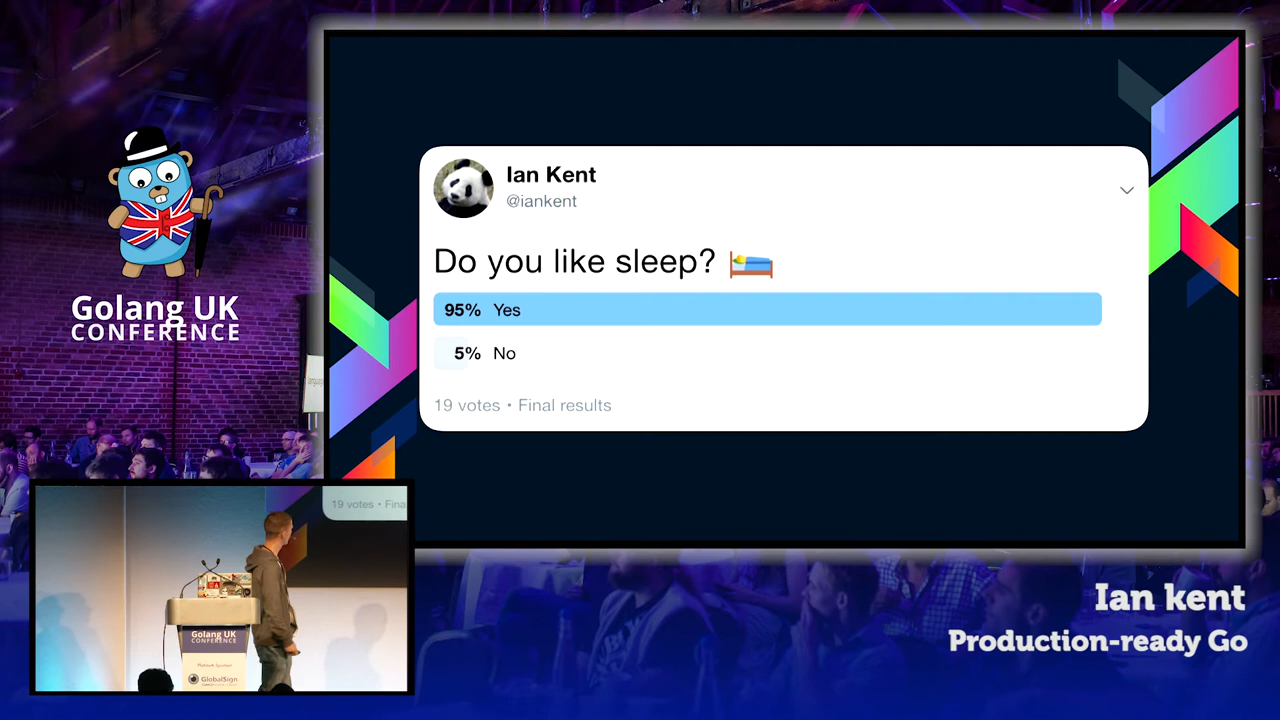 Golang UK
CONFERENCE
Ian Kent
@iankent
Do you like sleep?
95% Yes
5% No
19 votes • Final results
19 votes • Fina
Golang UK
CONFERENCE
GlobalSign
Ian kent
Production-ready Go